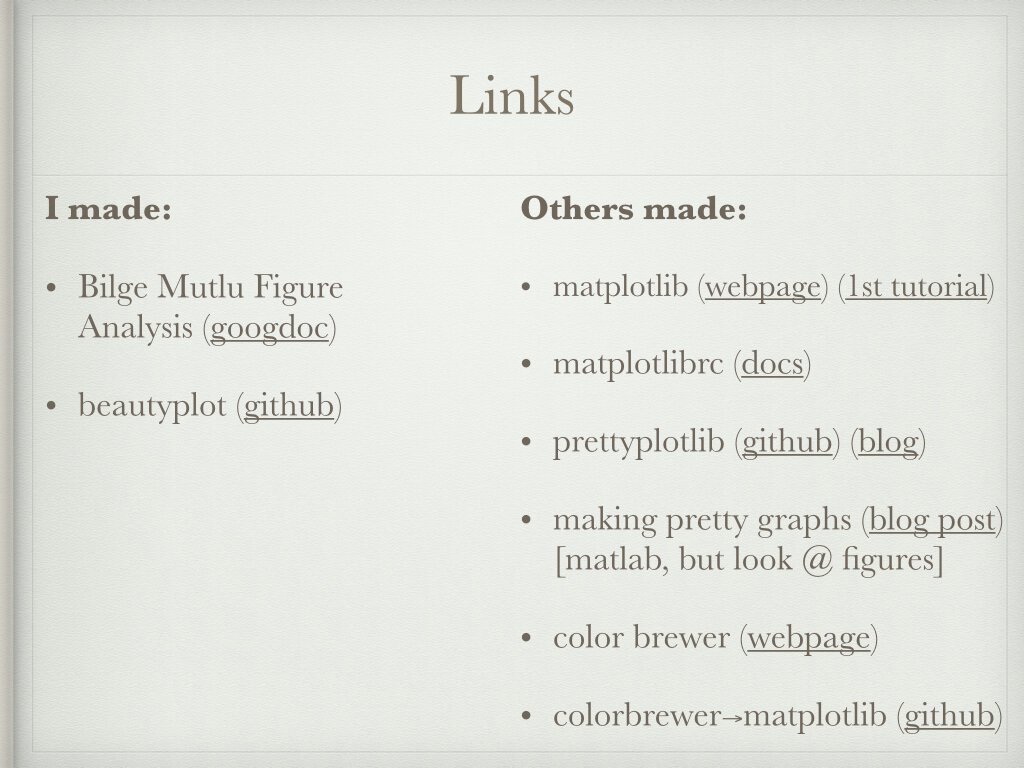 Links
I made:
• Bilge Mutlu Figure
Analysis (googdoc)
• beautyplot (github)
Others made:
• matplotlib (webpage) (1st tutorial)
• matplotlibrc (docs)
• prettyplotlib (github) (blog)
• making pretty graphs (blog post)
[matlab, but look @ figures]
• color brewer (webpage)
• colorbrewer→matplotlib (github)